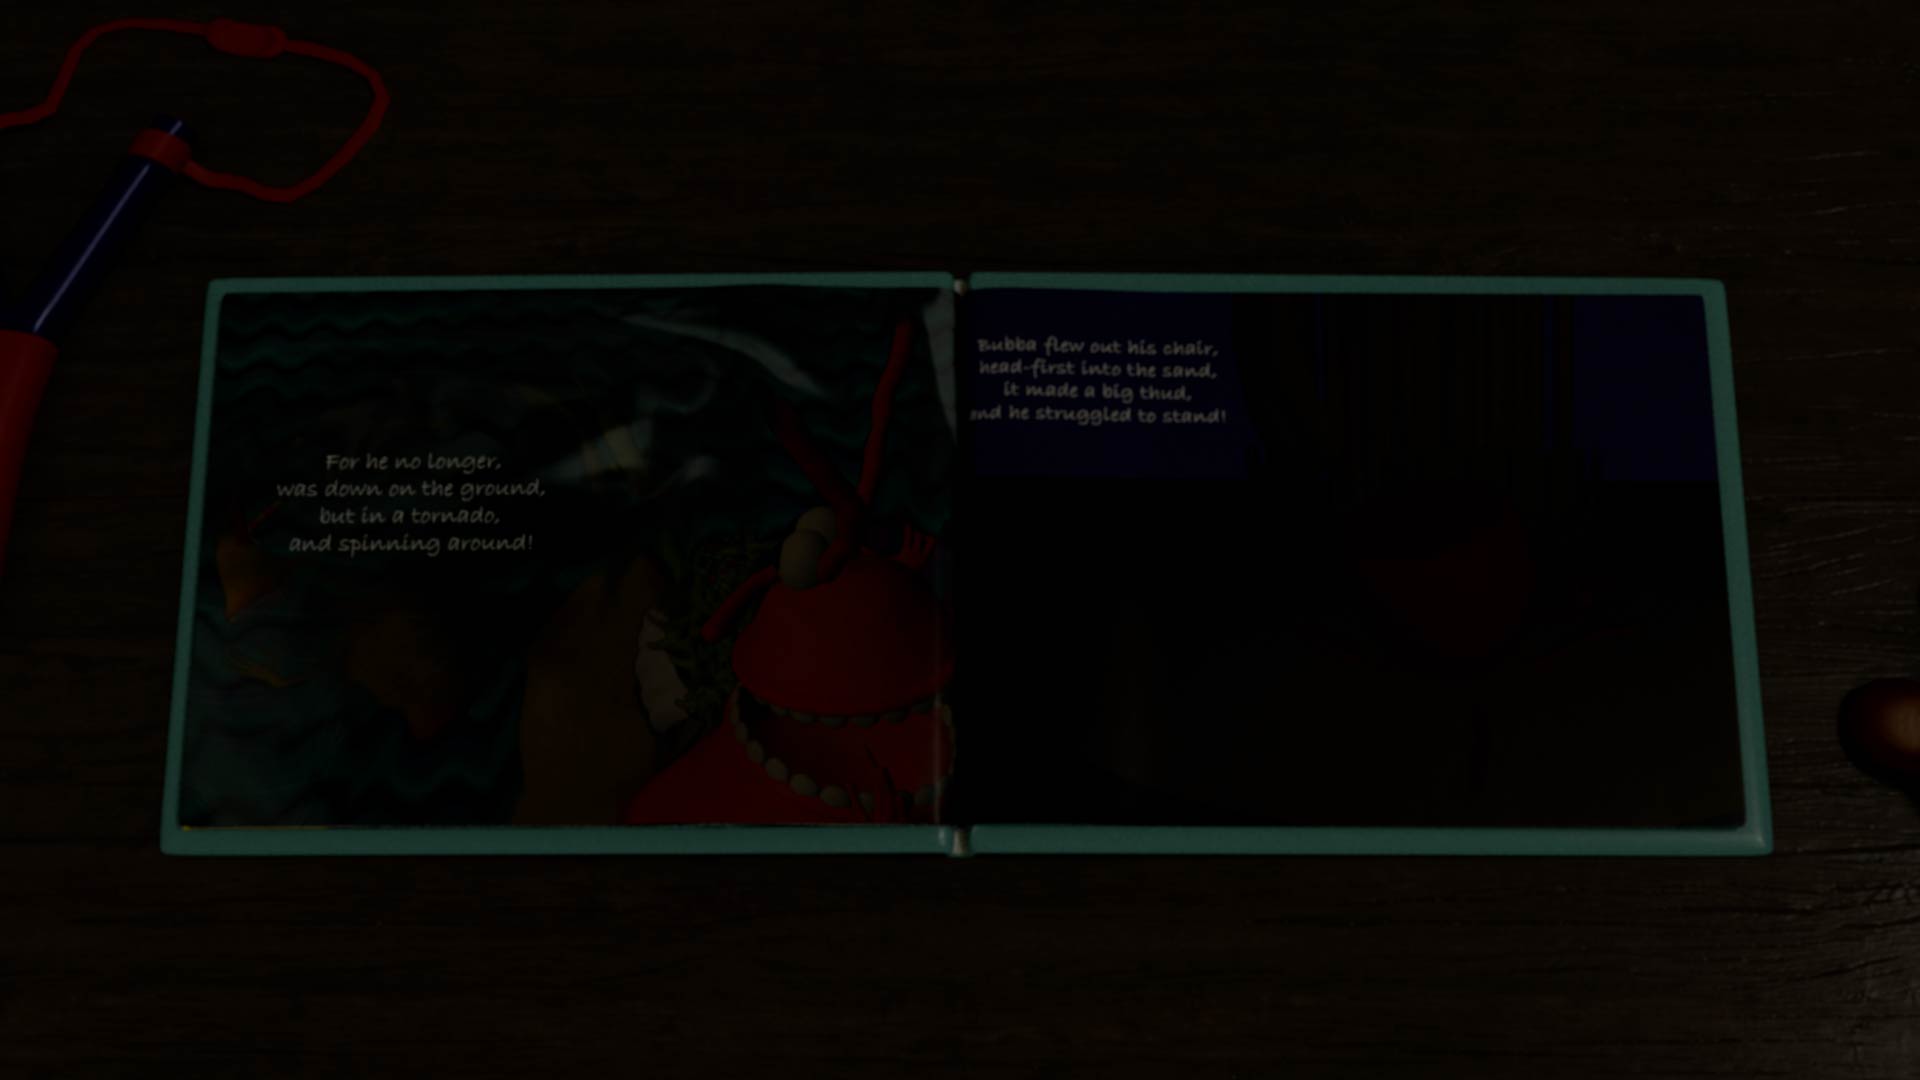 For he no longer,
was down on the ground,
but in a tornado,
and spinning around!
Bubba flew out his chair,
head-first into the sand,
it made a big thud,
and he struggled to stand!